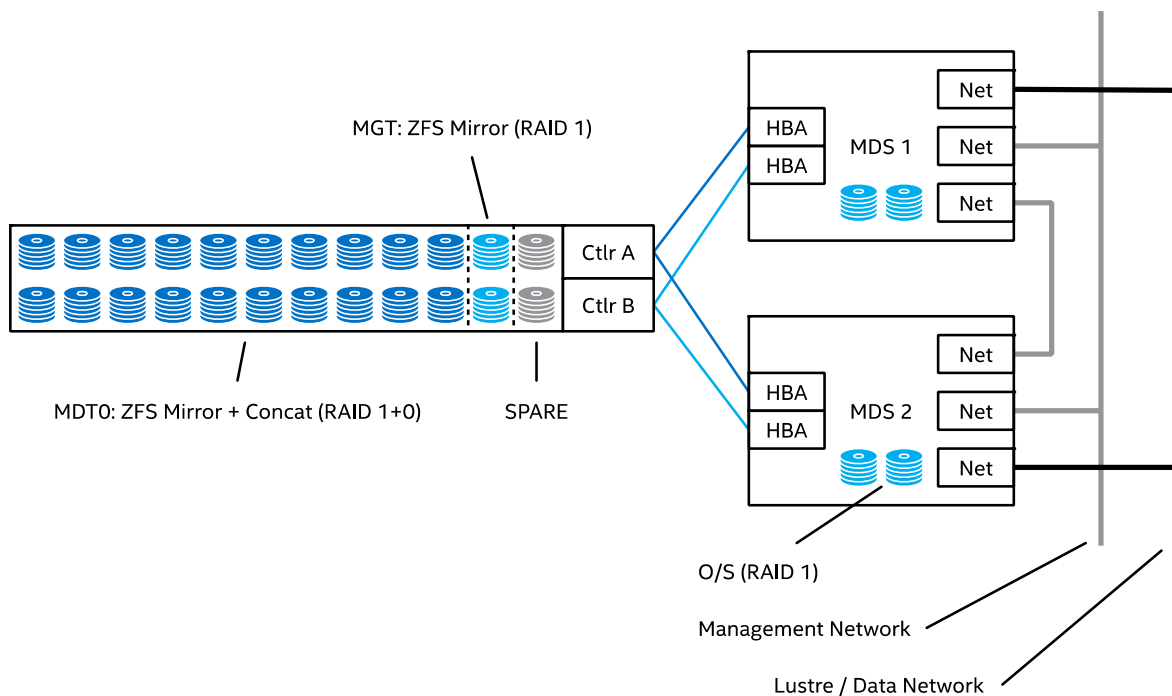 Net
MGT: ZFS Mirror (RAID 1)
HBA
MDS 1
Net
HBA
Net
Ctlr A
Ctlr B
Net
HBA
MDT0: ZFS Mirror + Concat (RAID 1+0)
SPARE
MDS 2
Net
HBA
Net
O/S (RAID 1)
Management Network
Lustre / Data Network